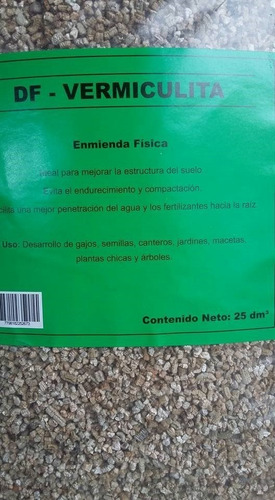 DF - VERMICULITA
Enmienda Física
Ideal para mejorar la estructura del suelo
Evita el endurecimiento y compactación
una mejor penetración del agua y los fertilizantes hacia la raíz
Uso: Desarrollo de gajos, semillas, canteros, jardines, macetas,
plantas chicas y árboles.
Contenido Neto: 25 dm³